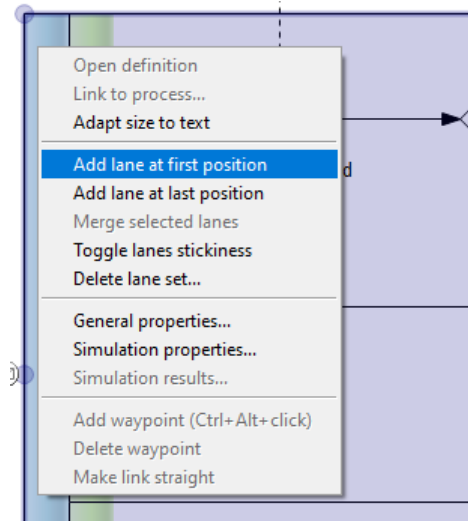 Open definition
Link to process...
Adapt size to text
Add lane at first position
d
Add lane at last position
Merge selected lanes
Toggle lanes stickiness
Delete lane set...
General properties...
Simulation properties...
Simulation results...
Add waypoint (Ctrl+Alt+click)
Delete waypoint
Make link straight